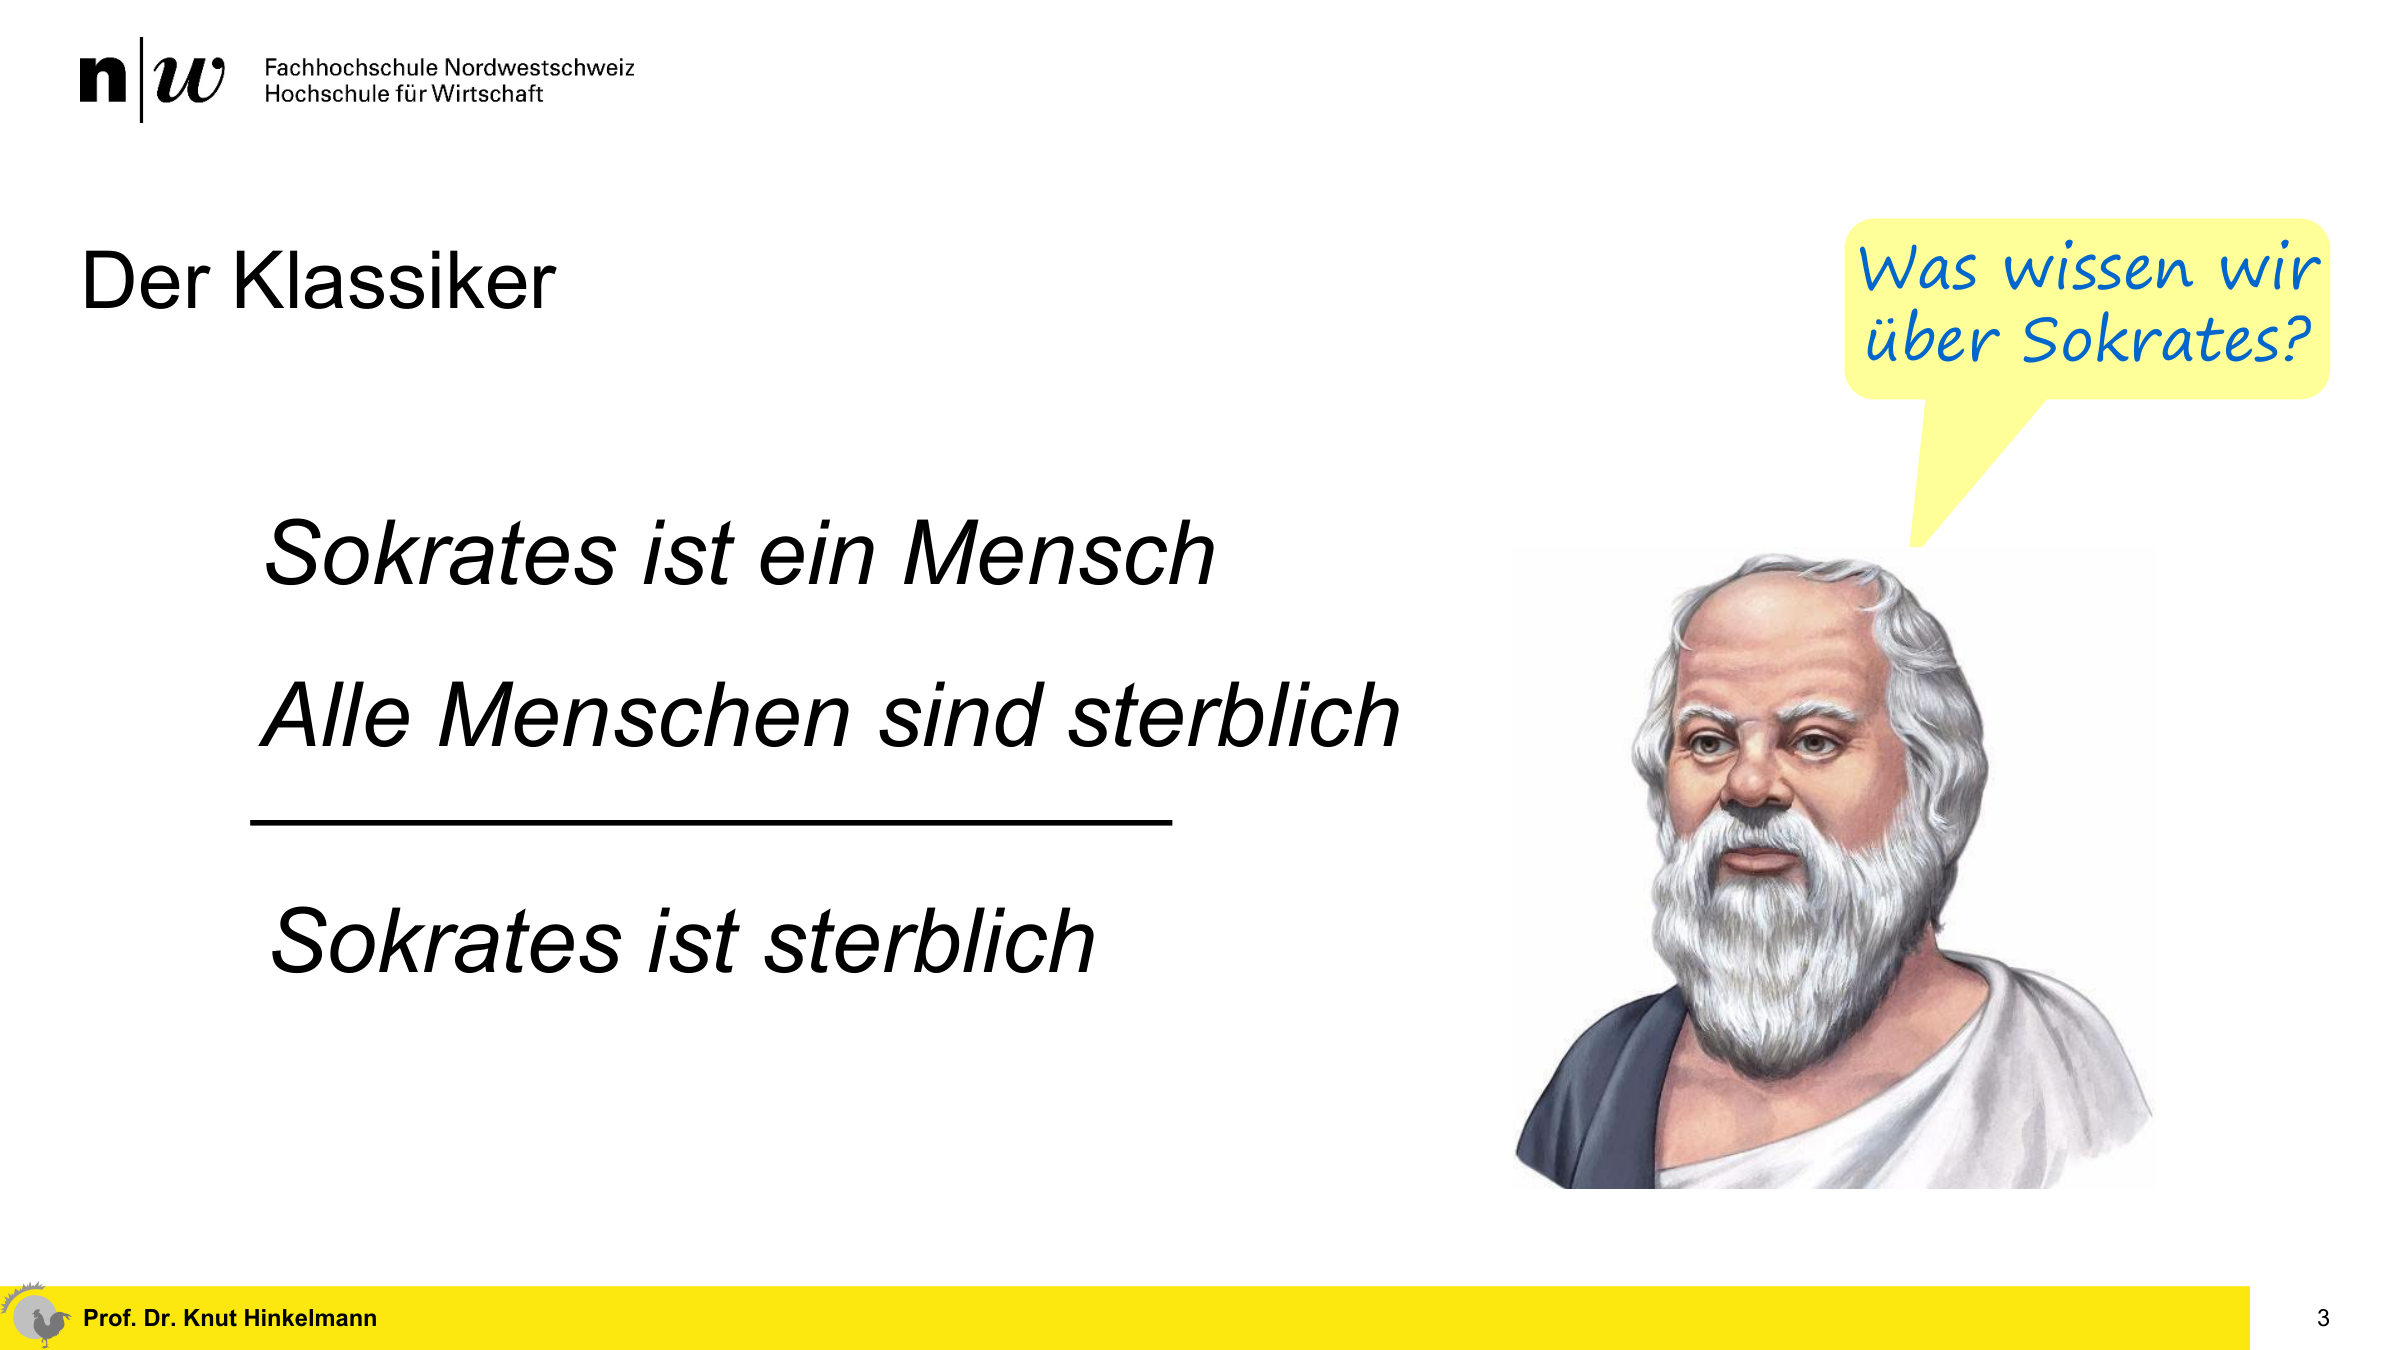 n|w Fachhochschule Nordwestschweiz
Hochschule für Wirtschaft
Der Klassiker
Was wissen wir
über Sokrates?
Sokrates ist ein Mensch
Alle Menschen sind sterblich
Sokrates ist sterblich
Prof. Dr. Knut Hinkelmann
3